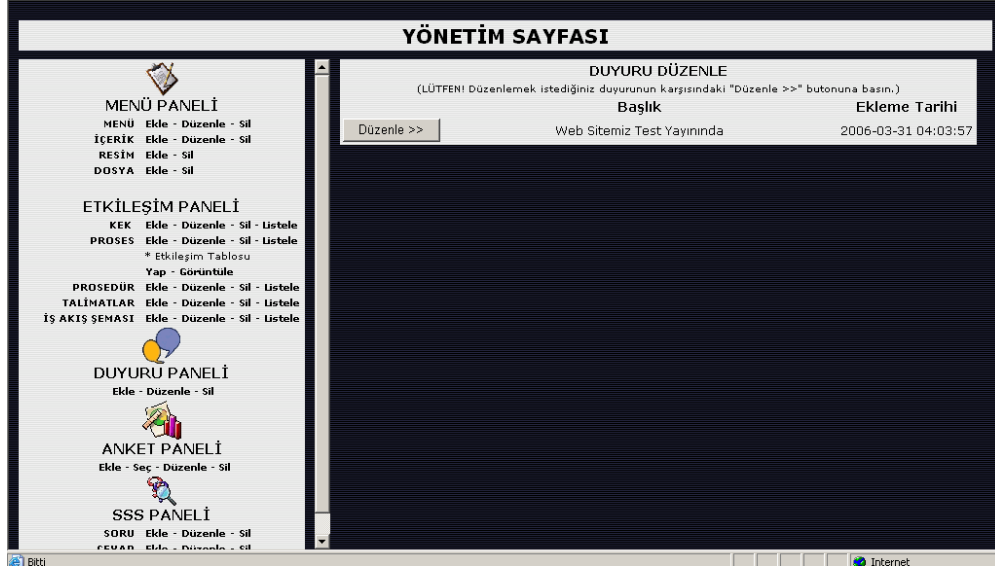 YÖNETİM SAYFASI
MENÜ PANELİ
MENÜ Ekle - Düzenle - Sil
İÇERİK Ekle - Düzenle - Sil
RESİM Ekle - Sil
DOSYA Ekle - Sil
ETKİLEŞİM PANELİ
KEK Ekle - Düzenle - Sil - Listele
PROSES Ekle - Düzenle - Sil - Listele
* Etkileşim Tablosu
Yap - Görüntüle
PROSEDÜR Ekle - Düzenle - Sil - Listele
TALİMATLAR Ekle - Düzenle - Sil - Listele
İŞ AKIŞ ŞEMASI Ekle - Düzenle - Sil - Listele
DUYURU PANELİ
Ekle - Düzenle - Sil
ANKET PANELİ
Ekle - Seç - Düzenle - Sil
SSS PANELİ
SORU Ekle - Düzenle - Sil
CEVAP Ekle - Düzenle - Sil
DUYURU DÜZENLE
(LÜTFEN! Düzenlemek istediğiniz duyurunun karşısındaki "Düzenle >>" butonuna basın.)
Başlık Ekleme Tarihi
Düzenle >> Web Sitemiz Test Yayınında 2006-03-31 04:03:57
Bitti Internet